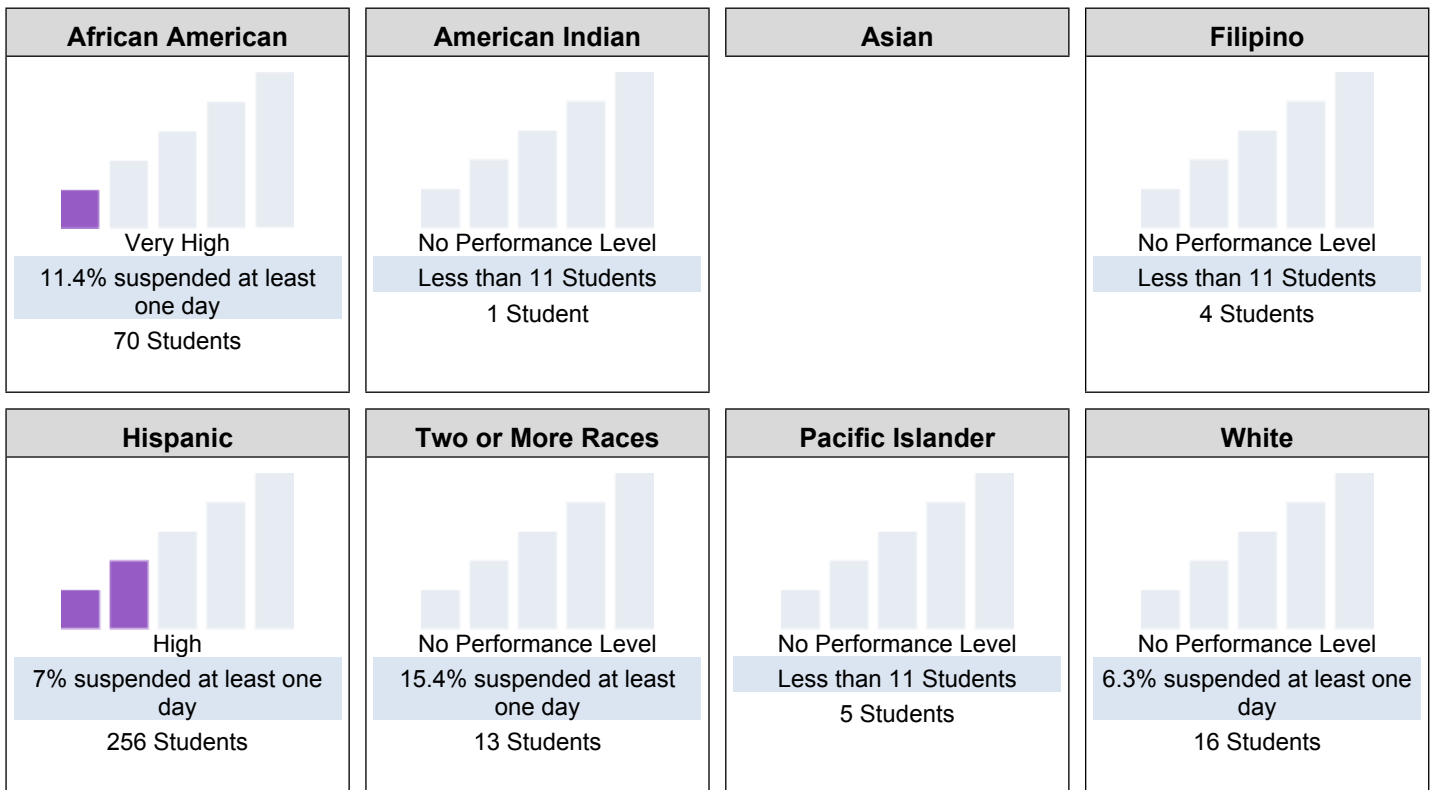 African American
Very High
11.4% suspended at least
one day
70 Students
American Indian
No Performance Level
Less than 11 Students
1 Student
Asian
Filipino
No Performance Level
Less than 11 Students
4 Students
Hispanic
High
7% suspended at least one
day
256 Students
Two or More Races
No Performance Level
15.4% suspended at least
one day
13 Students
Pacific Islander
No Performance Level
Less than 11 Students
5 Students
White
No Performance Level
6.3% suspended at least one
day
16 Students